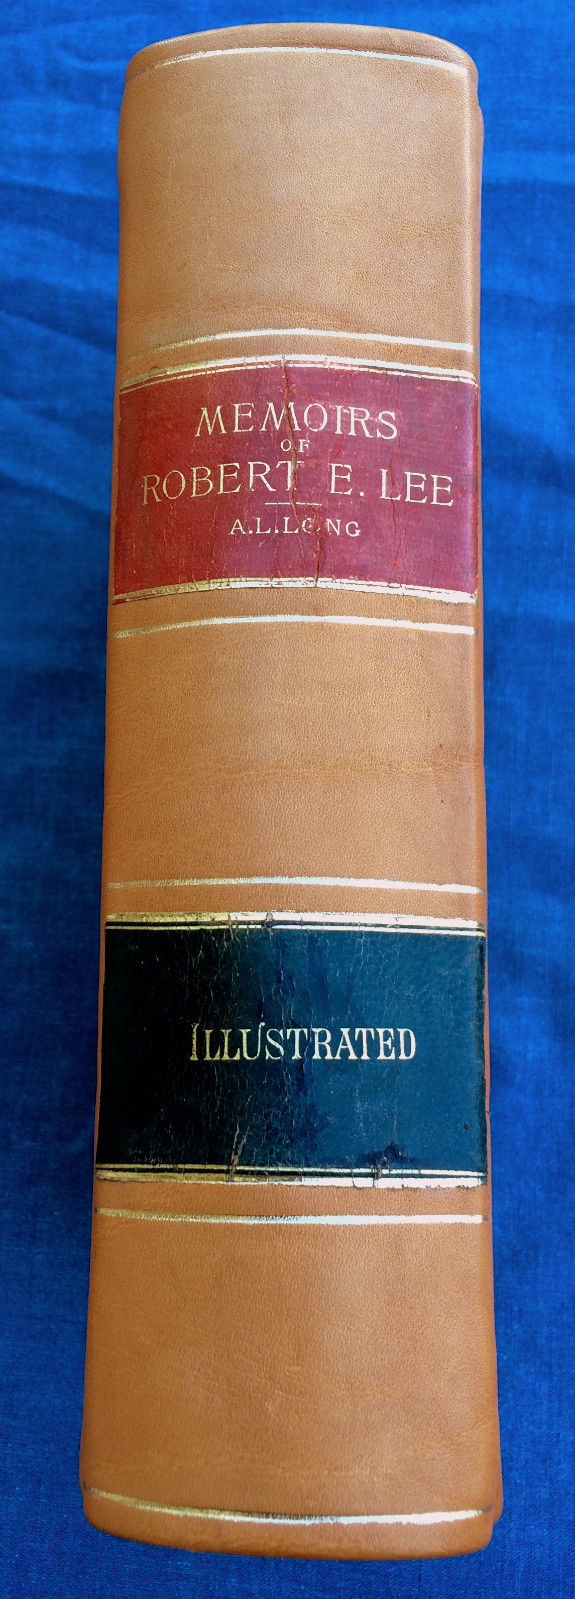 MEMOIRS
OF
ROBERT E. LEE
A.L.LONG
ILLUSTRATED